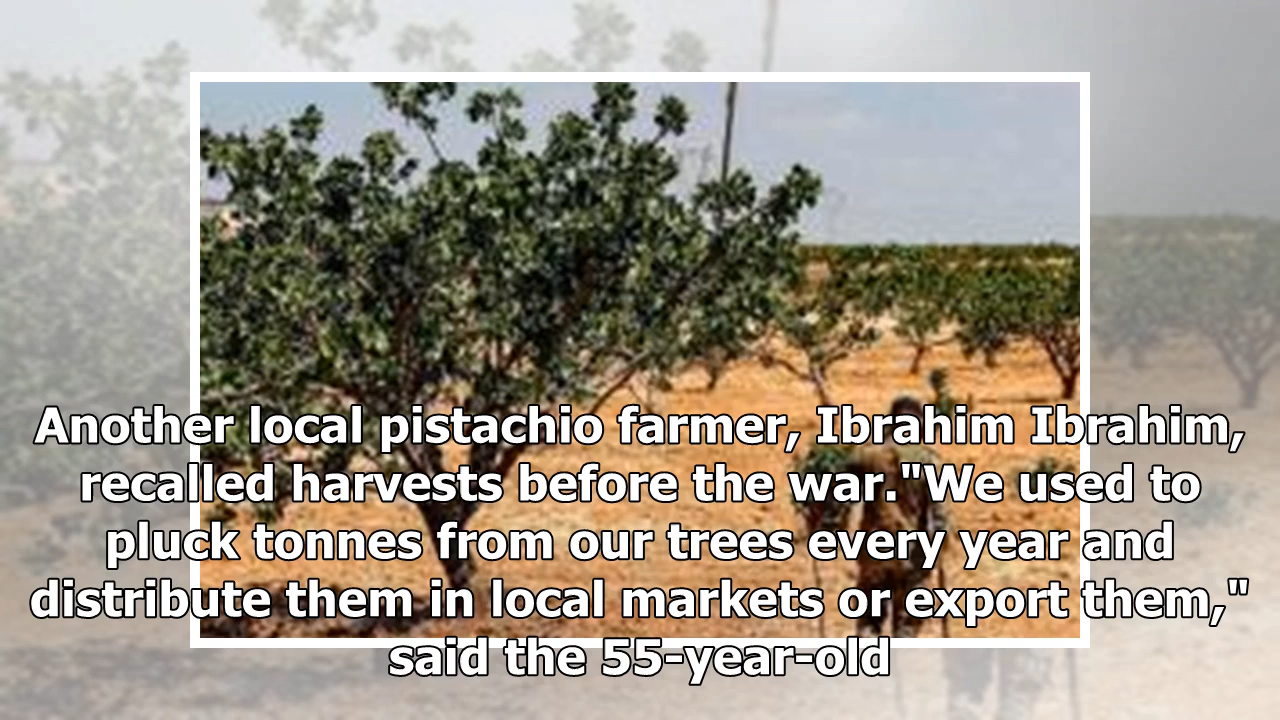 Another local pistachio farmer, Ibrahim Ibrahim,
recalled harvests before the war."We used to
pluck tonnes from our trees every year and
distribute them in local markets or export them,"
said the 55-year-old